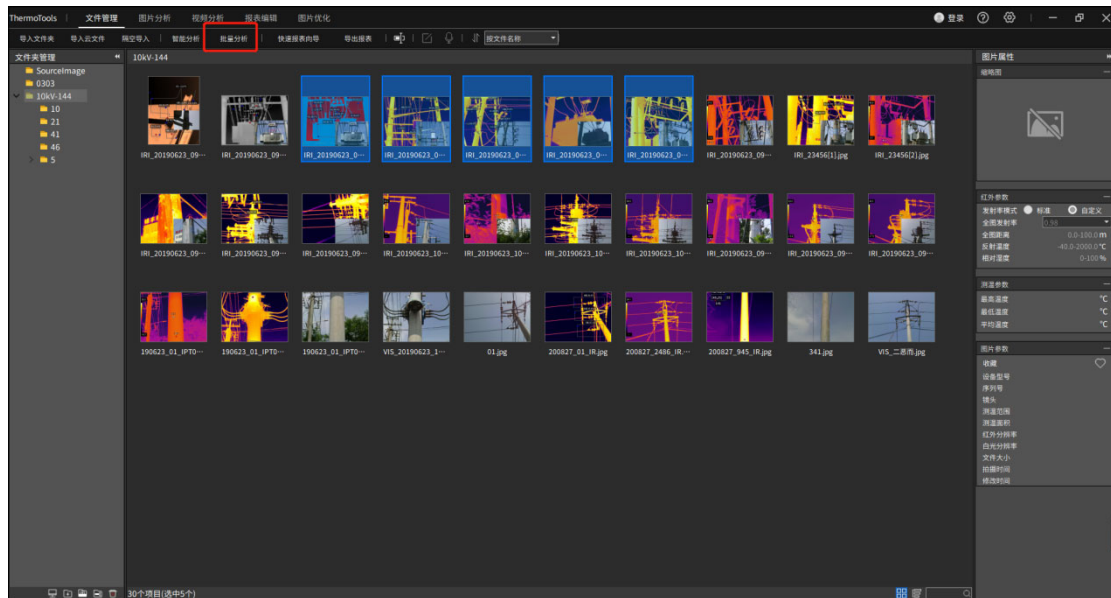 ThermoTools 文件管理 图片分析 视频分析 报表编辑 图片优化 登录
导入文件夹 导入云文件 隔空导入 智能分析 批量分析 快速报表向导 导出报表 按文件名称
文件夹管理 10kV-144 图片属性
SourceImage
0303
10kV-144
10
21
41
46
5
缩略图
IRI_20190623_09··· IRI_20190623_09··· IRI_20190623_0··· IRI_20190623_0··· IRI_20190623_0··· IRI_20190623_0··· IRI_20190623_0··· IRI_20190623_09··· IRI_23456[1].jpg IRI_23456[2].jpg
IRI_20190623_09··· IRI_20190623_09··· IRI_20190623_09··· IRI_20190623_10··· IRI_20190623_10··· IRI_20190623_10··· IRI_20190623_10··· IRI_20190623_09··· IRI_20190623_09··· IRI_20190623_09···
190623_01_IPT0··· 190623_01_IPT0··· 190623_01_IPT0··· VIS_20190623_1··· 01.jpg 200827_01_IR.jpg 200827_2486_IR.··· 200827_945_IR.jpg 341.jpg VIS_二郎庙.jpg
红外参数
发射率模式 标准 自定义
全图发射率 0.98
全图距离 0.0-100.0 m
反射温度 -40.0-2000.0 °C
相对湿度 0-100 %
测温参数
最高温度 °C
最低温度 °C
平均温度 °C
图片参数
收藏
设备型号
序列号
镜头
测温范围
测温面积
红外分辨率
白光分辨率
文件大小
拍摄时间
修改时间
30个项目(选中5个)